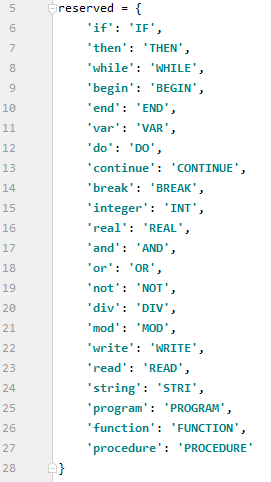 5 reserved = {
6 'if': 'IF',
7 'then': 'THEN',
8 'while': 'WHILE',
9 'begin': 'BEGIN',
10 'end': 'END',
11 'var': 'VAR',
12 'do': 'DO',
13 'continue': 'CONTINUE',
14 'break': 'BREAK',
15 'integer': 'INT',
16 'real': 'REAL',
17 'and': 'AND',
18 'or': 'OR',
19 'not': 'NOT',
20 'div': 'DIV',
21 'mod': 'MOD',
22 'write': 'WRITE',
23 'read': 'READ',
24 'string': 'STRI',
25 'program': 'PROGRAM',
26 'function': 'FUNCTION',
27 'procedure': 'PROCEDURE'
28 }